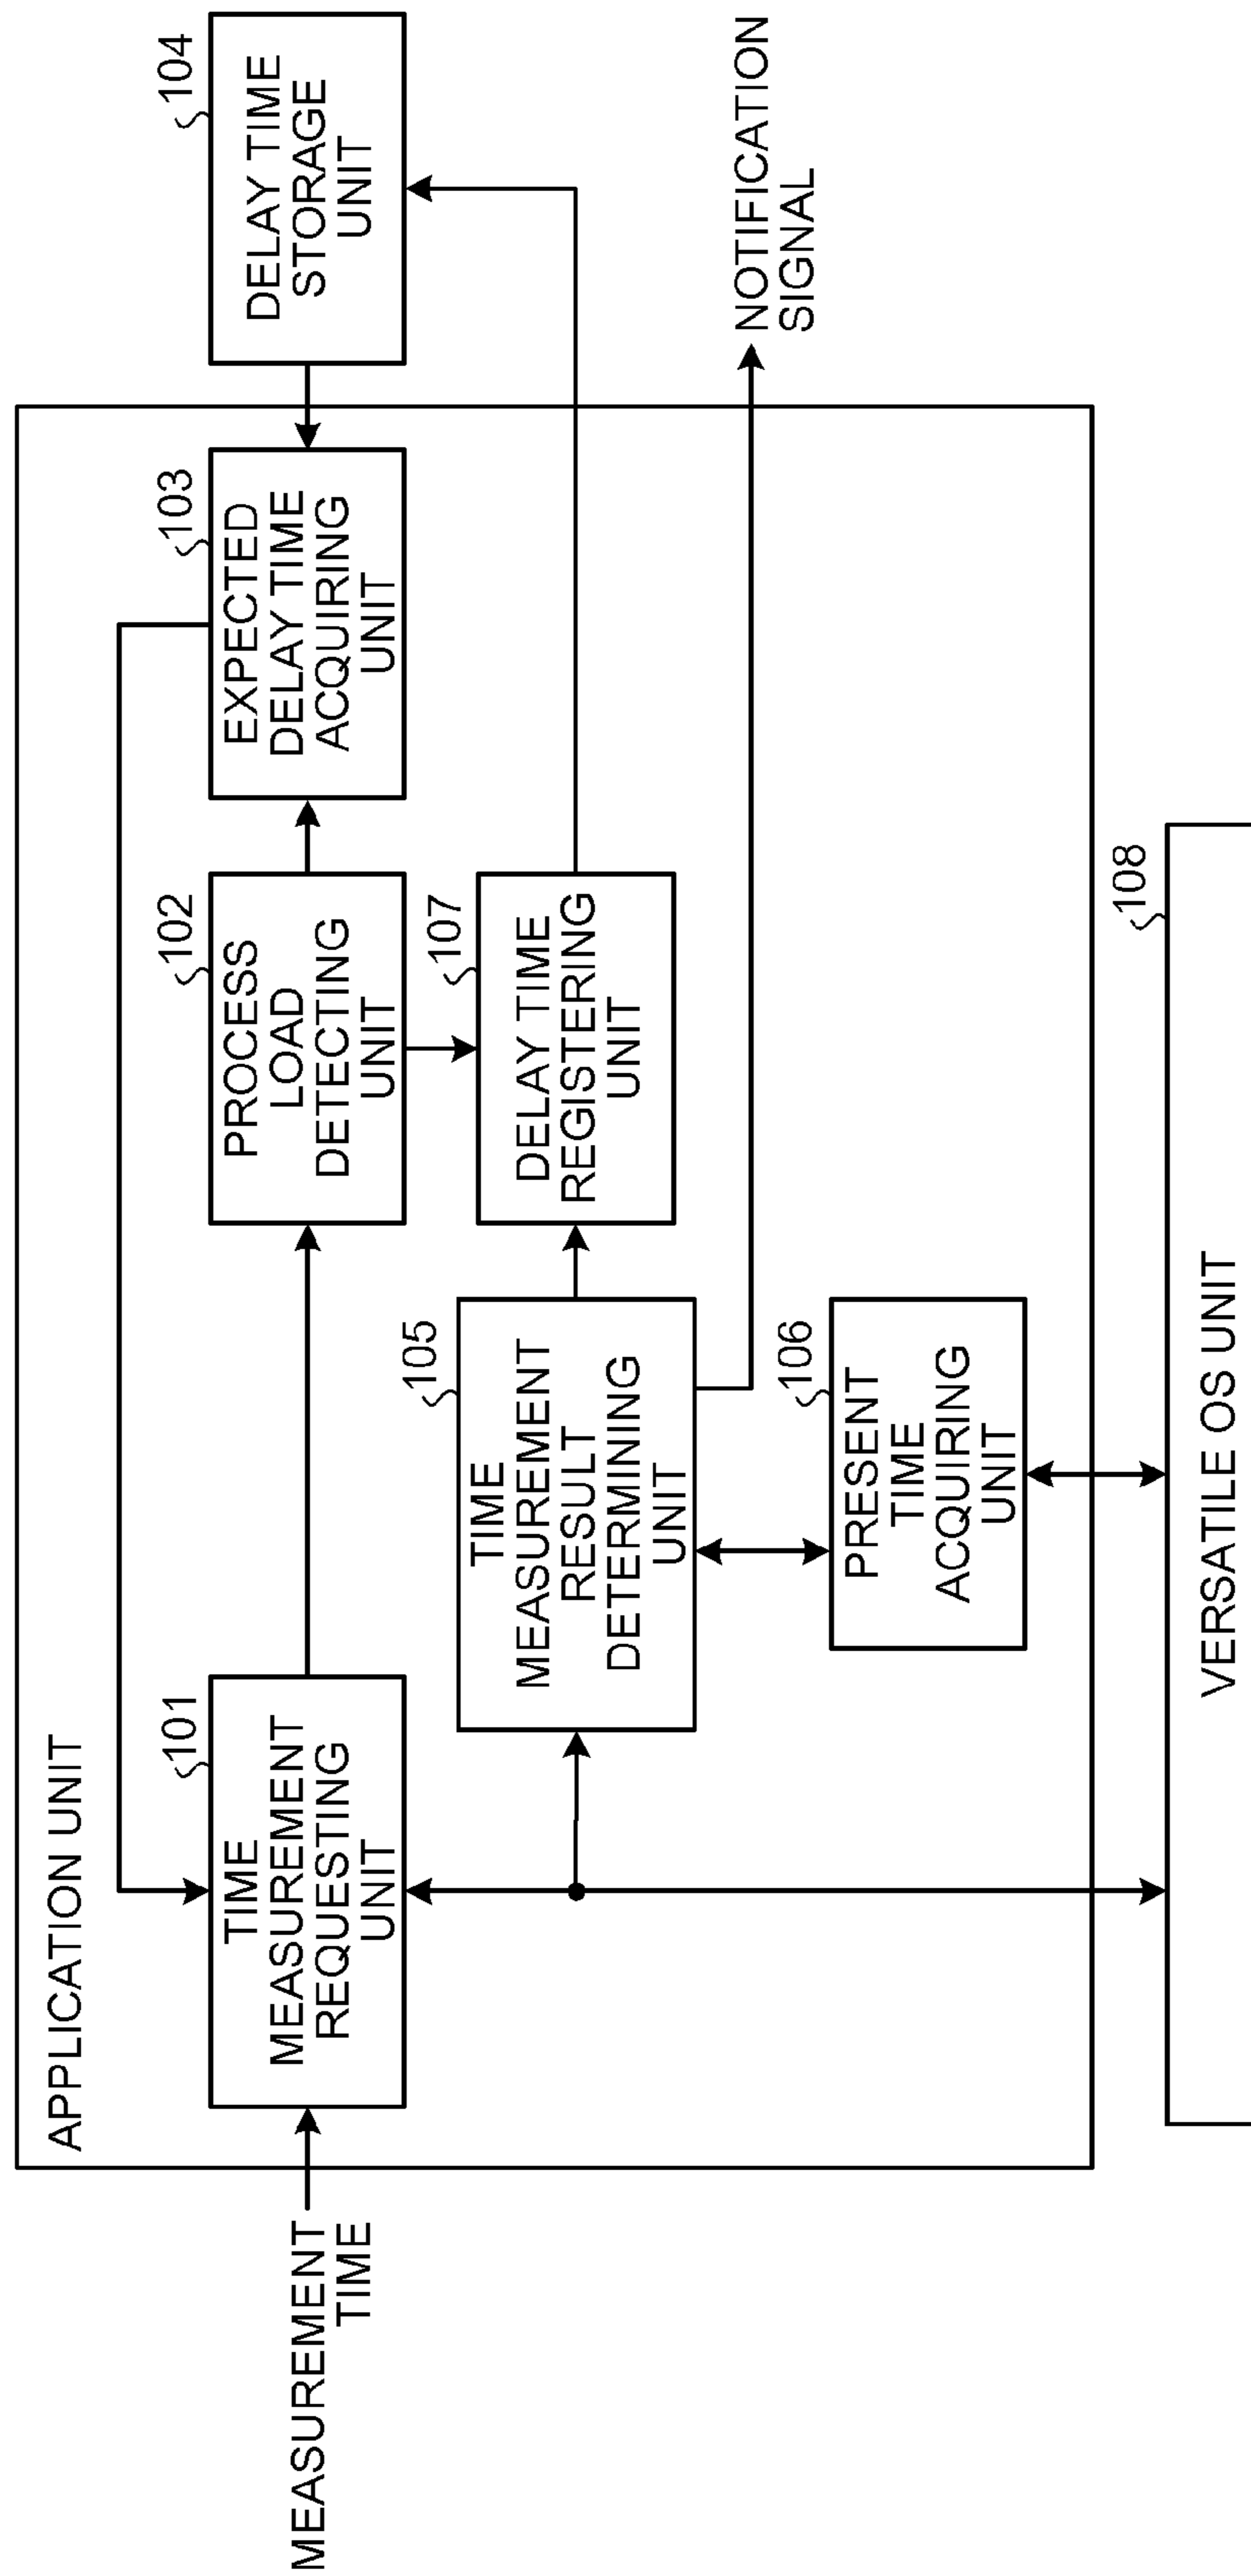 APPLICATION UNIT
MEASUREMENT
TIME
101
TIME
MEASUREMENT
REQUESTING
UNIT
102
PROCESS
LOAD
DETECTING
UNIT
103
EXPECTED
DELAY TIME
ACQUIRING
UNIT
104
DELAY TIME
STORAGE
UNIT
105
TIME
MEASUREMENT
RESULT
DETERMINING
UNIT
107
DELAY TIME
REGISTERING
UNIT
NOTIFICATION
SIGNAL
106
PRESENT
TIME
ACQUIRING
UNIT
108
VERSATILE OS UNIT